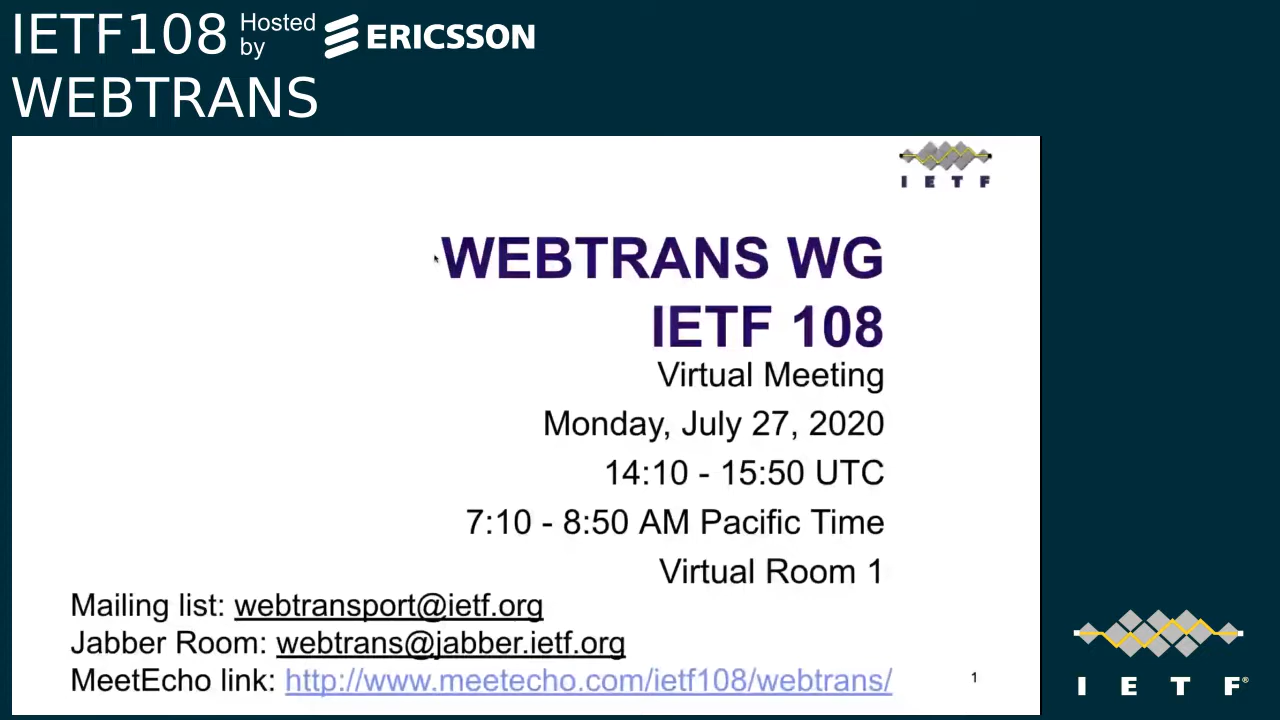 IETF108 Hosted by ERICSSON
WEBTRANS
I E T F
WEBTRANS WG
IETF 108
Virtual Meeting
Monday, July 27, 2020
14:10 - 15:50 UTC
7:10 - 8:50 AM Pacific Time
Virtual Room 1
Mailing list: webtransport@ietf.org
Jabber Room: webtrans@jabber.ietf.org
MeetEcho link: http://www.meetecho.com/ietf108/webtrans/
1
I E T F®